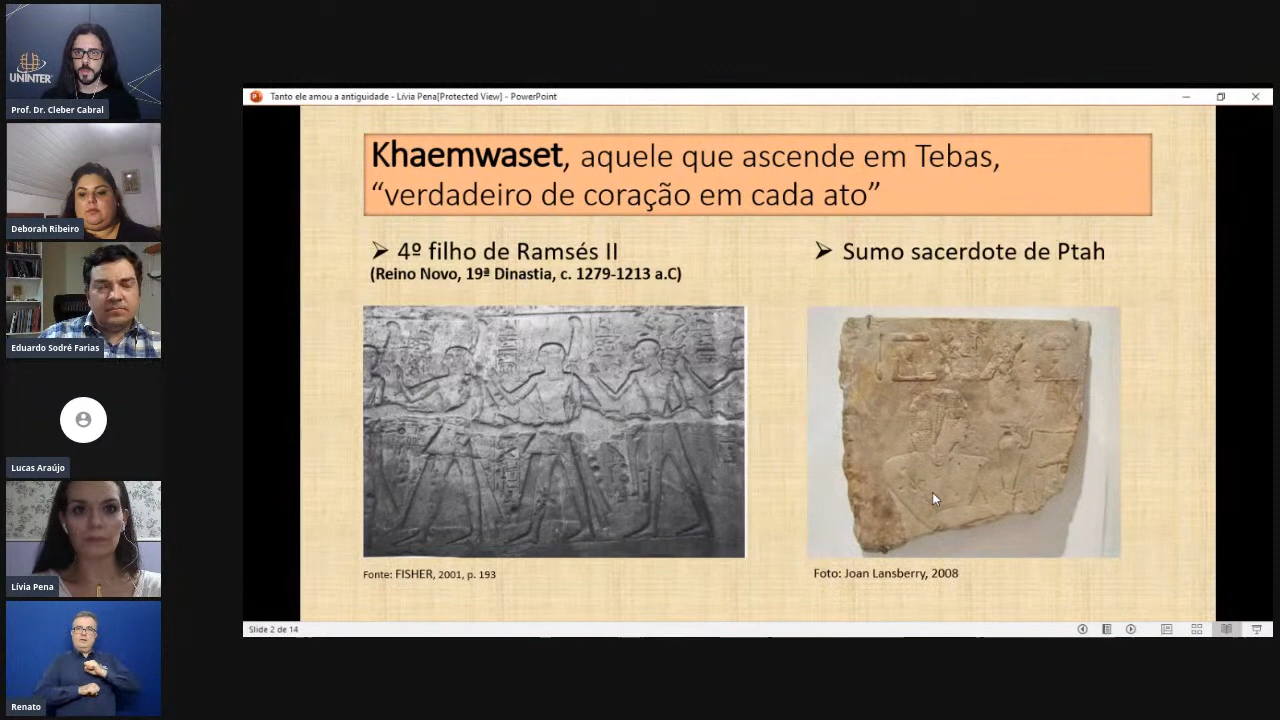 UNINTER
Prof. Dr. Cleber Cabral
Deborah Ribeiro
Eduardo Sodré Farias
Lucas Araújo
Lívia Pena
Renato
Tanto ele amou a antiguidade - Lívia Pena[Protected View] - PowerPoint
Khaemwaset, aquele que ascende em Tebas,
“verdadeiro de coração em cada ato”
➢ 4º filho de Ramsés II
(Reino Novo, 19ª Dinastia, c. 1279-1213 a.C)
➢ Sumo sacerdote de Ptah
Fonte: FISHER, 2001, p. 193
Foto: Joan Lansberry, 2008
Slide 2 de 14